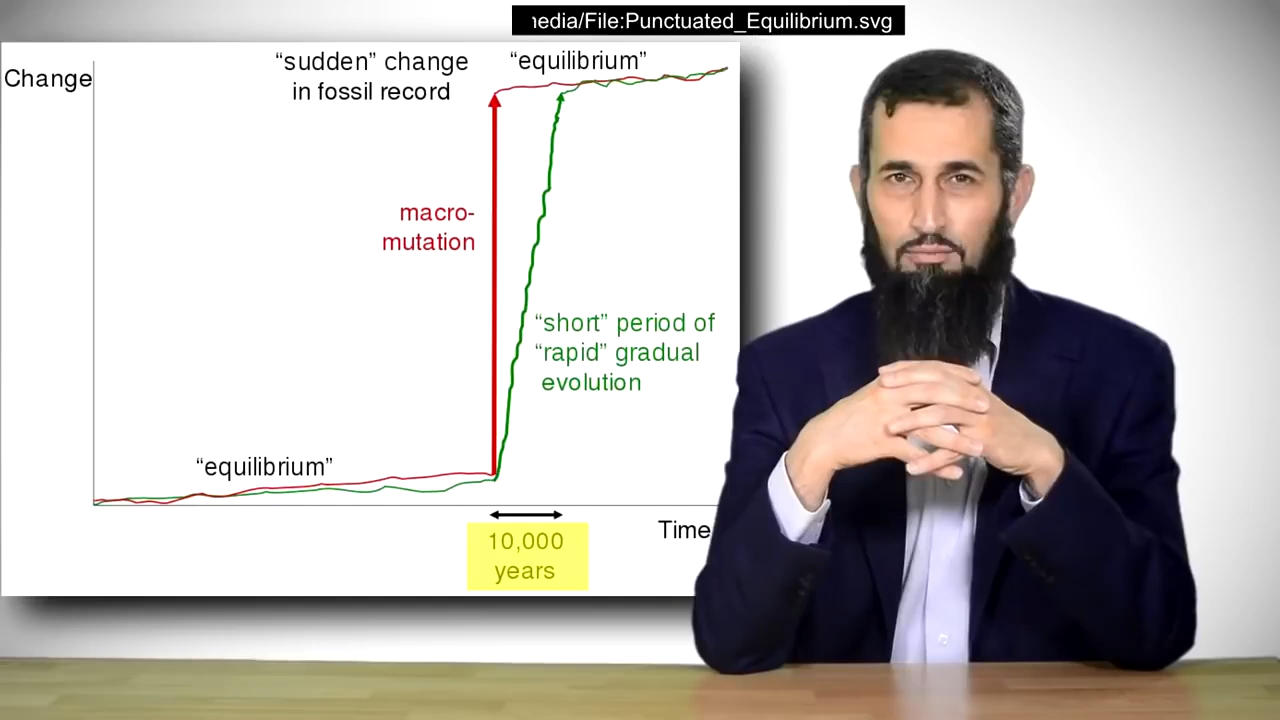 nedia/File:Punctuated_Equilibrium.svg
Change
“sudden” change
in fossil record
“equilibrium”
macro-
mutation
“short” period of
“rapid” gradual
evolution
“equilibrium”
Time
10,000
years